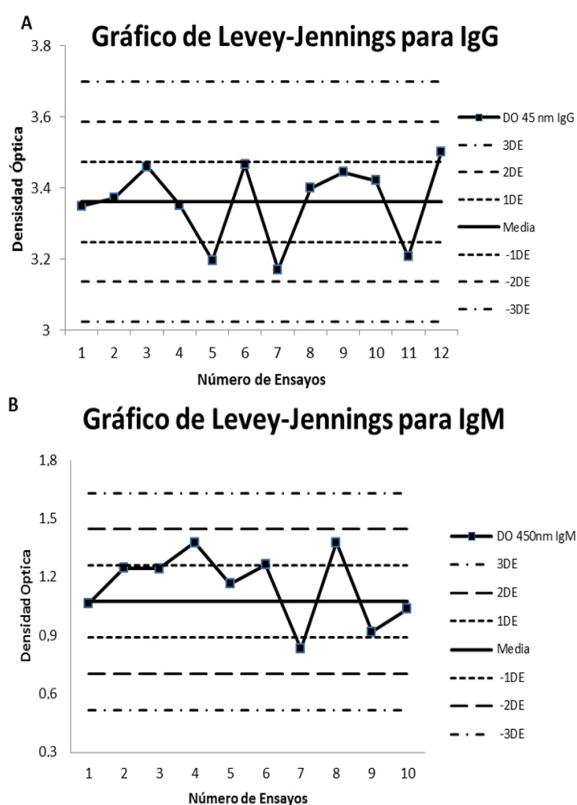 A
Gráfico de Levey-Jennings para IgG
3.8
3.6
3.4
3.2
3
Densisdad Óptica
1 2 3 4 5 6 7 8 9 10 11 12
Número de Ensayos
DO 45 nm IgG
3DE
2DE
1DE
Media
-1DE
-2DE
-3DE
B
Gráfico de Levey-Jennings para IgM
1,8
1.5
1.2
0.9
0.6
0.3
Densidad Optica
1 2 3 4 5 6 7 8 9 10
Número de Ensayos
DO 450nm IgM
3DE
2DE
1DE
Media
-1DE
-2DE
-3DE